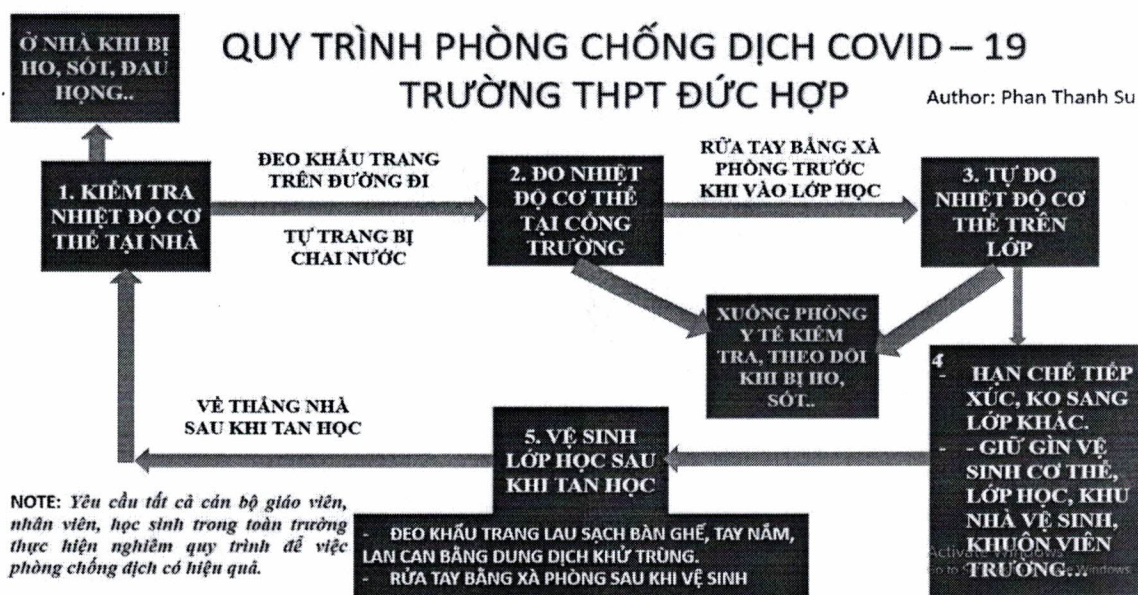 QUY TRÌNH PHÒNG CHỐNG DỊCH COVID – 19
TRƯỜNG THPT ĐỨC HỢP
Author: Phan Thanh Su
Ở NHÀ KHI BỊ
HO, SỐT, ĐAU
HỌNG..
1. KIỂM TRA
NHIỆT ĐỘ CƠ
THỂ TẠI NHÀ
ĐEO KHẨU TRANG
TRÊN ĐƯỜNG ĐI
TỰ TRANG BỊ
CHAI NƯỚC
2. ĐO NHIỆT
ĐỘ CƠ THỂ
TẠI CỔNG
TRƯỜNG
RỬA TAY BẰNG XÀ
PHÒNG TRƯỚC
KHI VÀO LỚP HỌC
3. TỰ ĐO
NHIỆT ĐỘ CƠ
THỂ TRÊN
LỚP
XUỐNG PHÒNG
Y TẾ KIỂM
TRA, THEO DÕI
KHI BỊ HO,
SỐT..
4
- HẠN CHẾ TIẾP
XÚC, KO SANG
LỚP KHÁC.
- - GIỮ GÌN VỆ
SINH CƠ THỂ,
LỚP HỌC, KHU
NHÀ VỆ SINH,
KHUÔN VIÊN
TRƯỜNG...
5. VỆ SINH
LỚP HỌC SAU
KHI TAN HỌC
- ĐEO KHẨU TRANG LAU SẠCH BÀN GHẾ, TAY NẮM,
LAN CAN BẰNG DUNG DỊCH KHỬ TRÙNG.
- RỬA TAY BẰNG XÀ PHÒNG SAU KHI VỆ SINH
VỀ THẲNG NHÀ
SAU KHI TAN HỌC
NOTE: Yêu cầu tất cả cán bộ giáo viên,
nhân viên, học sinh trong toàn trường
thực hiện nghiêm quy trình để việc
phòng chống dịch có hiệu quả.
Activate Windows
Go to Windows